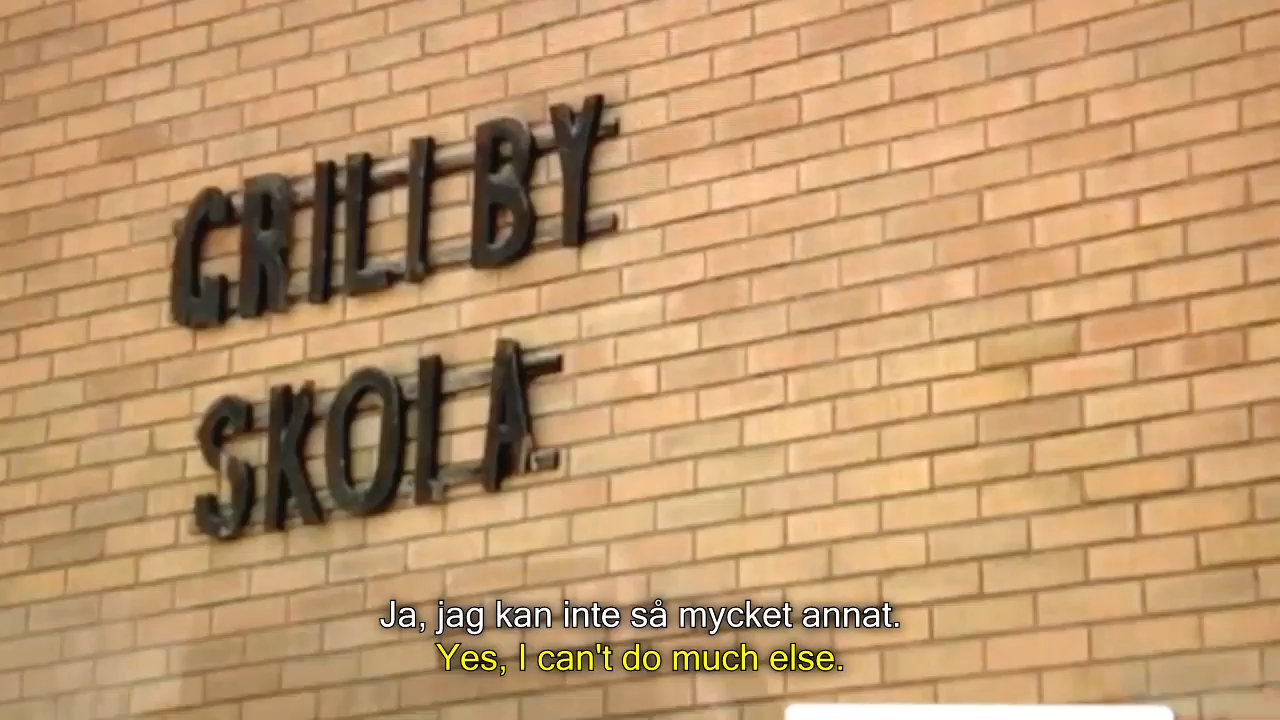 GRILLBY
SKOLA
Ja, jag kan inte så mycket annat.
Yes, I can't do much else.